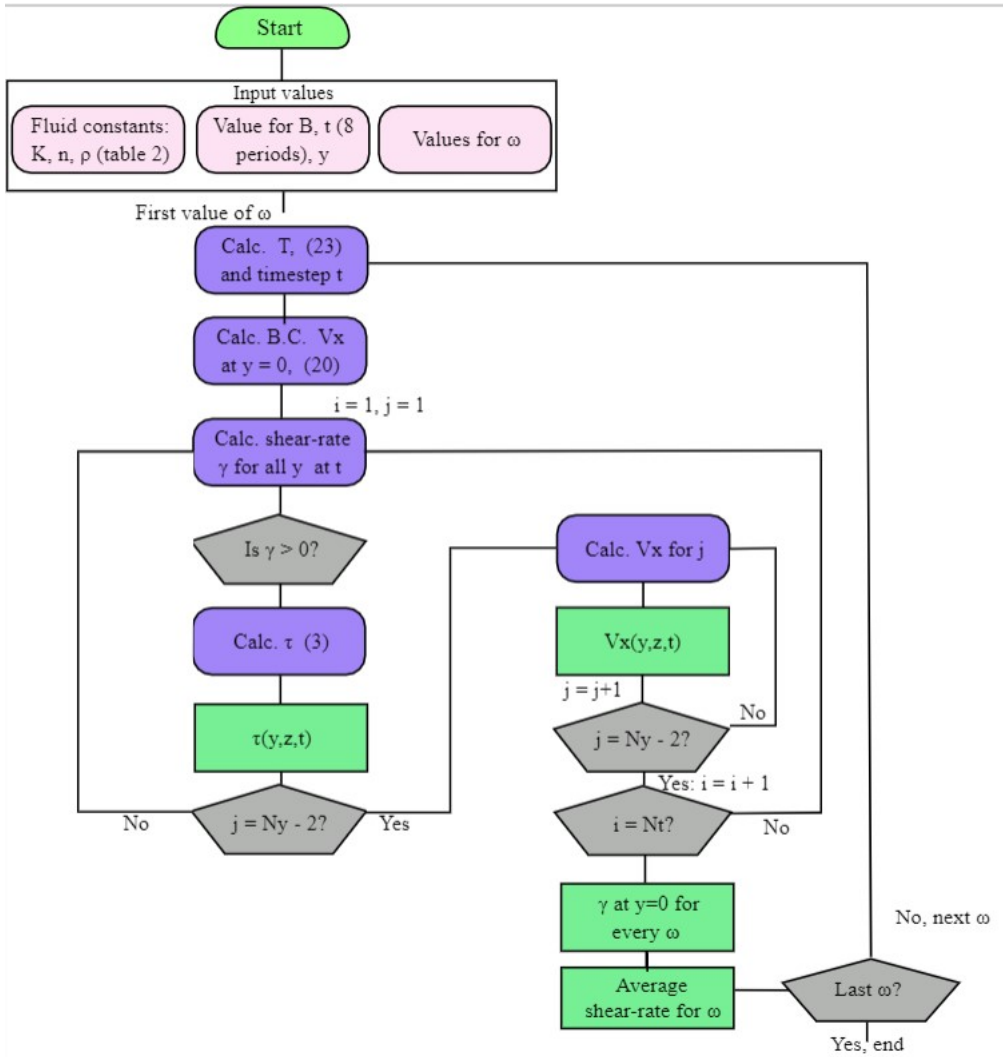 Start
Input values
Fluid constants:
K, n, ρ (table 2)
Value for B, t (8
periods), y
Values for ω
First value of ω
Calc. T, (23)
and timestep t
Calc. B.C. Vx
at y = 0, (20)
i = 1, j = 1
Calc. shear-rate
γ for all y at t
Is γ > 0?
Calc. τ (3)
τ(y,z,t)
j = Ny - 2?
No
Yes
Calc. Vx for j
Vx(y,z,t)
j = j+1
j = Ny - 2?
No
Yes: i = i + 1
i = Nt?
No
γ at y=0 for
every ω
Average
shear-rate for ω
Last ω?
No, next ω
Yes, end